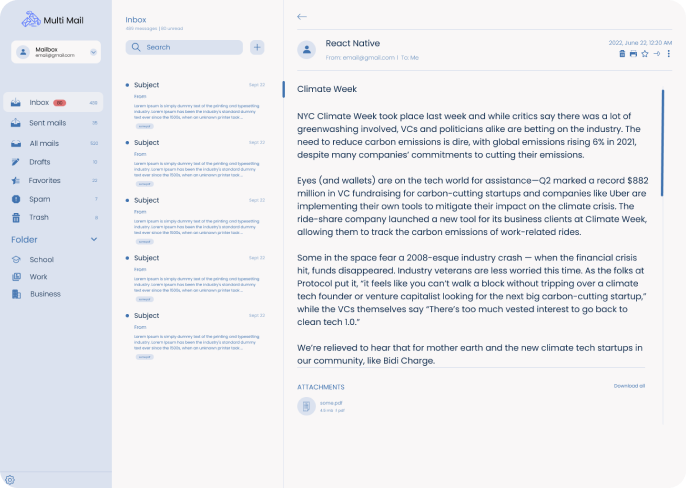 Multi Mail
Mailbox
email@gmail.com
Inbox
Sent mails
All mails
Drafts
Favorites
Spam
Trash
Folder
School
Work
Business
Inbox
Search
+
Subject
Sept 22
From
Lorem Ipsum is simply dummy text of the printing and typesetting
industry. Lorem Ipsum has been the industry's standard dummy
text ever since the 1500s, when an unknown printer took...
Subject
Sept 22
From
Lorem Ipsum is simply dummy text of the printing and typesetting
industry. Lorem Ipsum has been the industry's standard dummy
text ever since the 1500s, when an unknown printer took...
Subject
Sept 22
From
Lorem Ipsum is simply dummy text of the printing and typesetting
industry. Lorem Ipsum has been the industry's standard dummy
text ever since the 1500s, when an unknown printer took...
Subject
Sept 22
From
Lorem Ipsum is simply dummy text of the printing and typesetting
industry. Lorem Ipsum has been the industry's standard dummy
text ever since the 1500s, when an unknown printer took...
Subject
Sept 22
From
Lorem Ipsum is simply dummy text of the printing and typesetting
industry. Lorem Ipsum has been the industry's standard dummy
text ever since the 1500s, when an unknown printer took...
React Native
2022, June 22, 12:20 AM
From: email@gmail.com | To: Me
Climate Week
NYC Climate Week took place last week and while critics say there was a lot of
greenwashing involved, VCs and politicians alike are betting on the industry. The
need to reduce carbon emissions is dire, with global emissions rising 6% in 2021,
despite many companies' commitments to cutting their emissions.
Eyes (and wallets) are on the tech world for assistance—Q2 marked a record $882
million in VC fundraising for carbon-cutting startups and companies like Uber are
implementing their own tools to mitigate their impact on the climate crisis. The
ride-share company launched a new tool for its business clients at Climate Week,
allowing them to track the carbon emissions of work-related rides.
Some in the space fear a 2008-esque industry crash — when the financial crisis
hit, funds disappeared. Industry veterans are less worried this time. As the folks at
Protocol put it, “it feels like you can't walk a block without tripping over a climate
tech founder or venture capitalist looking for the next big carbon-cutting startup,”
while the VCs themselves say “There's too much vested interest to go back to
clean tech 1.0.”
We're relieved to hear that for mother earth and the new climate tech startups in
our community, like Bidi Charge.
ATTACHMENTS
Download all
some.pdf